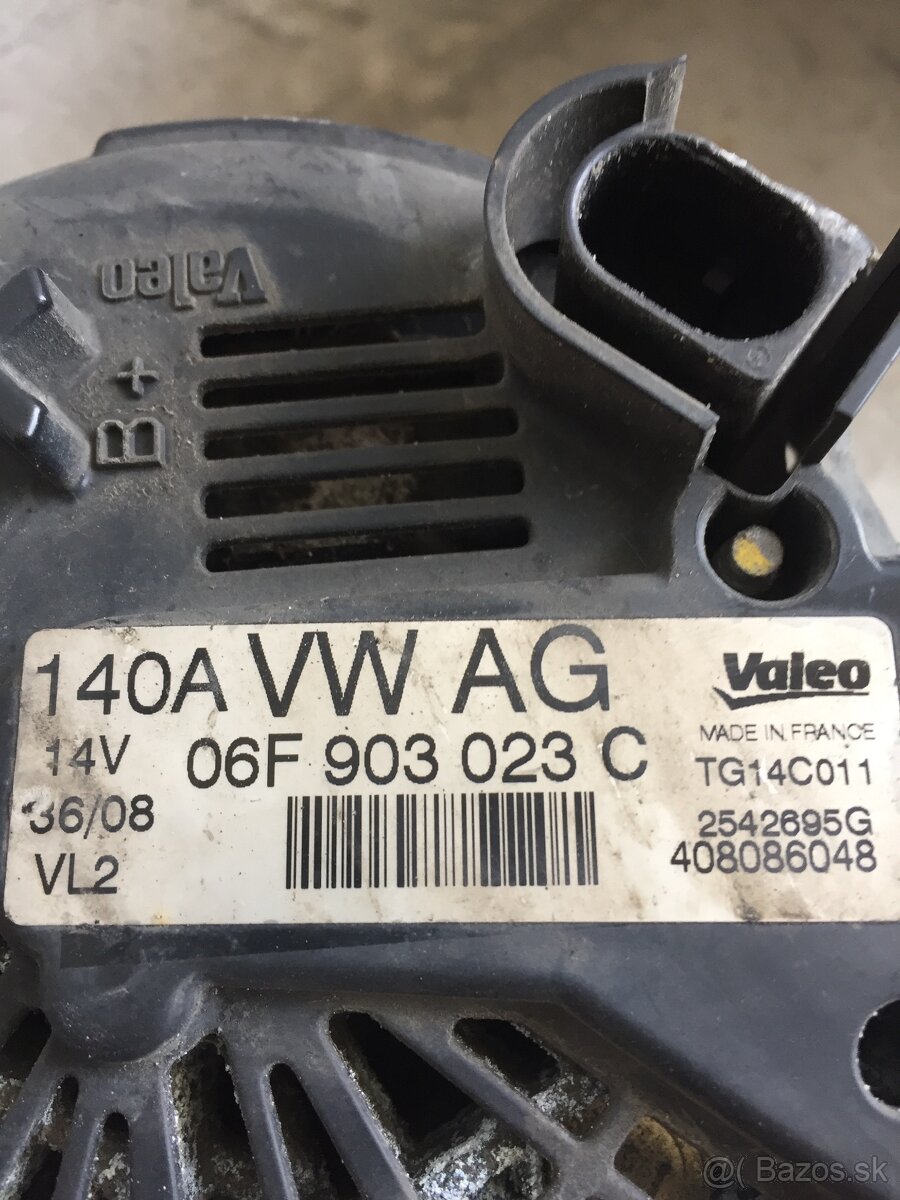 Valeo
B+
140A VW AG
Valeo
MADE IN FRANCE
14V 06F 903 023 C
TG14C011
36/08
2542695G
408086048
VL2
@( Bazos.sk